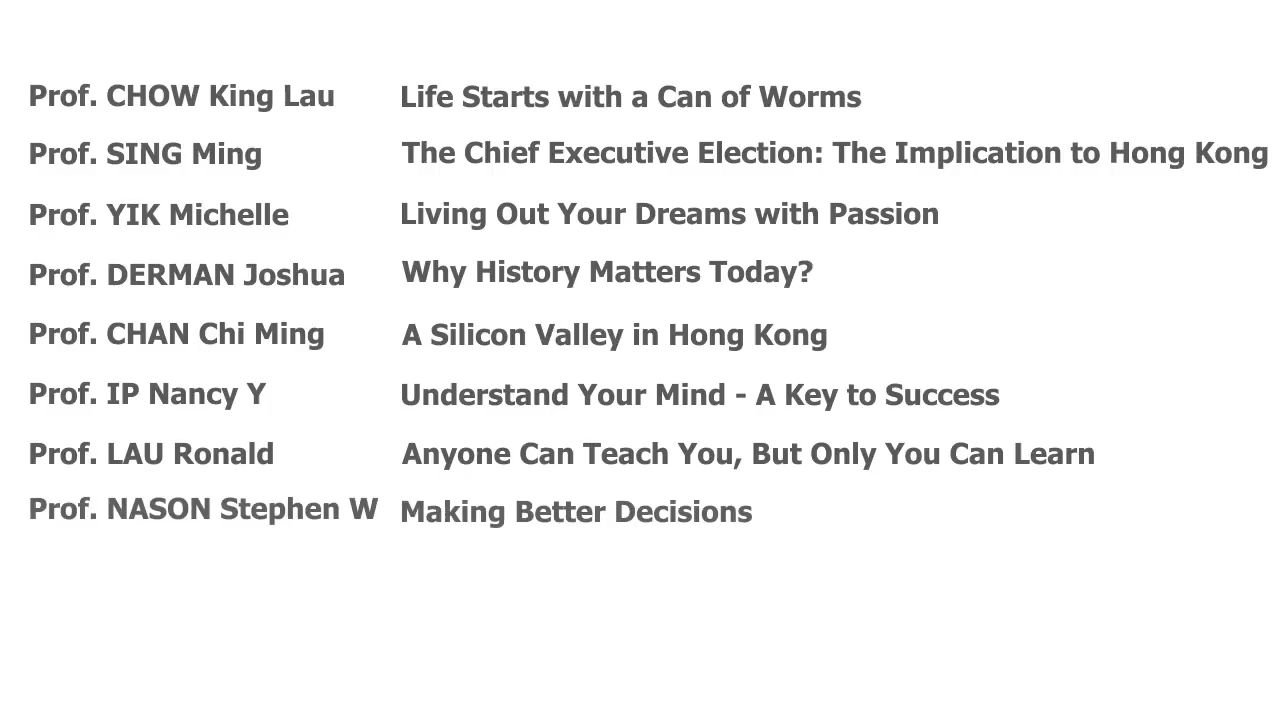 Prof. CHOW King Lau Life Starts with a Can of Worms
Prof. SING Ming The Chief Executive Election: The Implication to Hong Kong
Prof. YIK Michelle Living Out Your Dreams with Passion
Prof. DERMAN Joshua Why History Matters Today?
Prof. CHAN Chi Ming A Silicon Valley in Hong Kong
Prof. IP Nancy Y Understand Your Mind - A Key to Success
Prof. LAU Ronald Anyone Can Teach You, But Only You Can Learn
Prof. NASON Stephen W Making Better Decisions